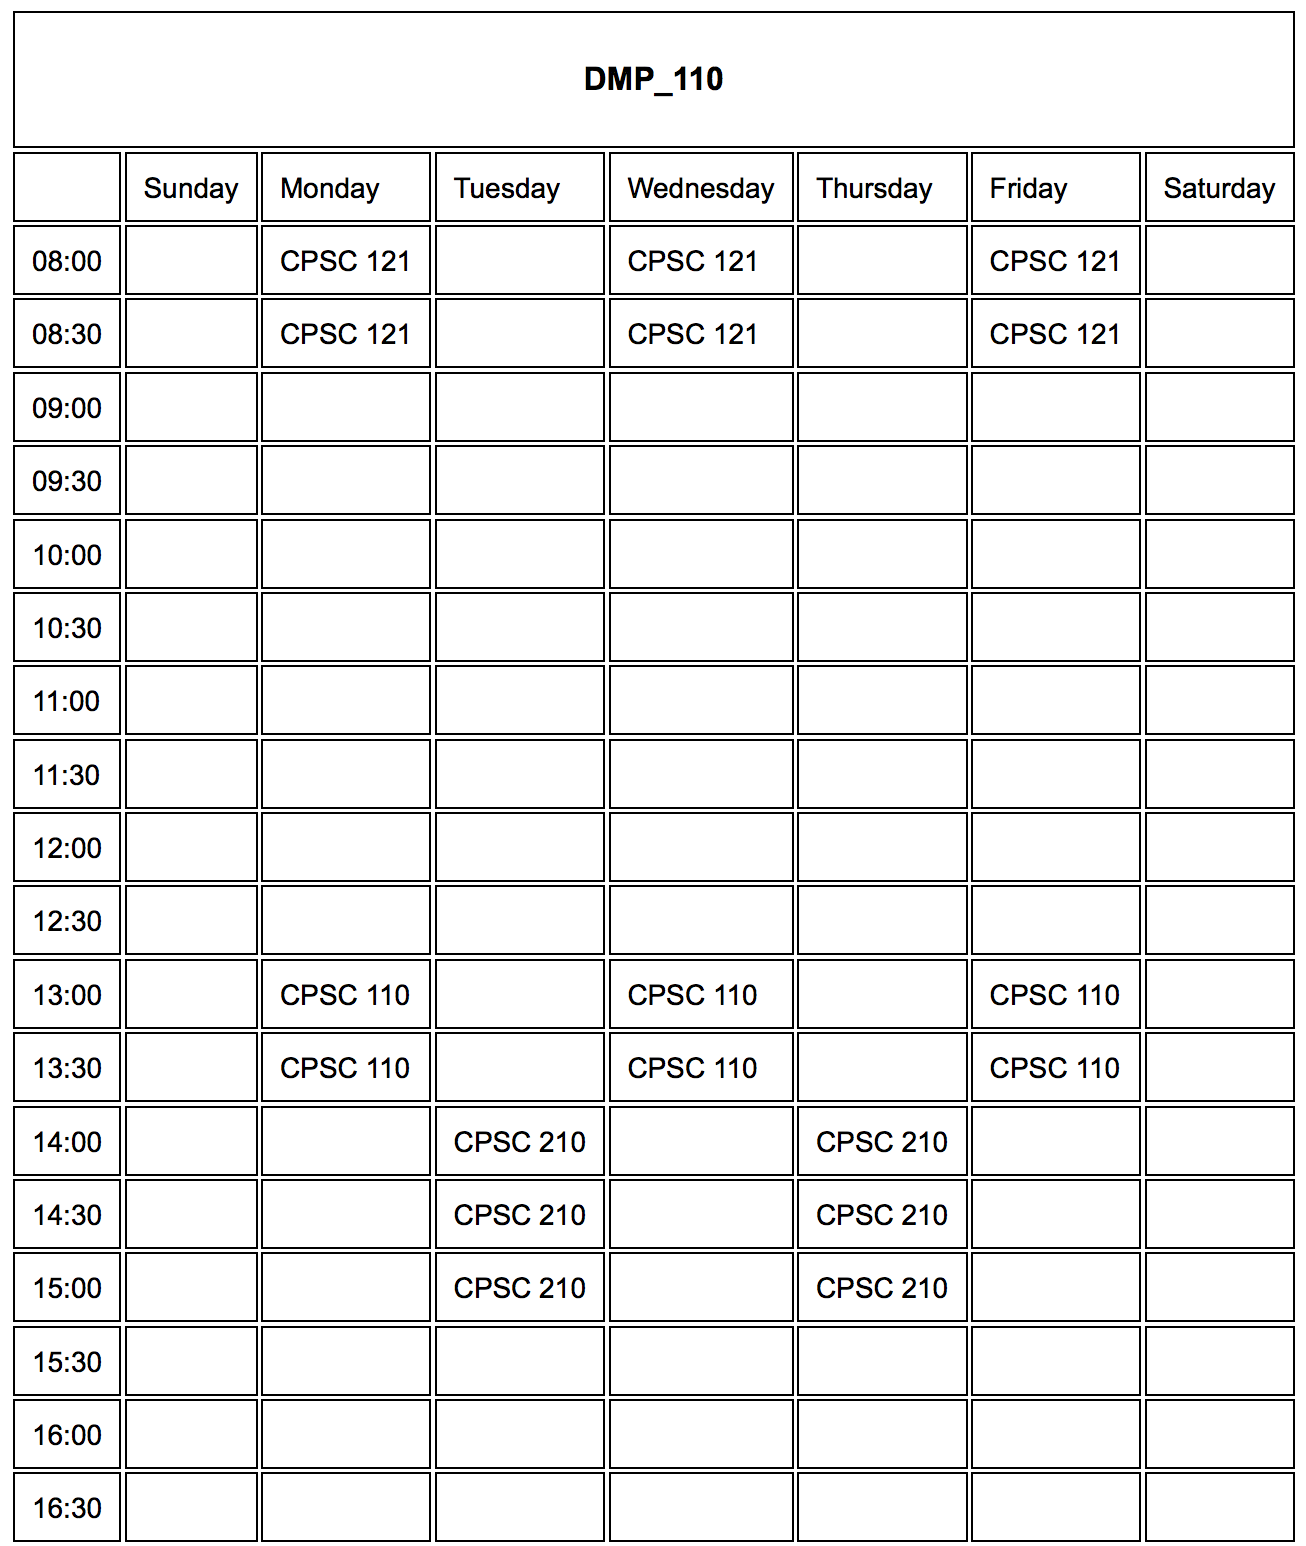 DMP_110
Sunday Monday Tuesday Wednesday Thursday Friday Saturday
08:00 CPSC 121 CPSC 121 CPSC 121
08:30 CPSC 121 CPSC 121 CPSC 121
09:00
09:30
10:00
10:30
11:00
11:30
12:00
12:30
13:00 CPSC 110 CPSC 110 CPSC 110
13:30 CPSC 110 CPSC 110 CPSC 110
14:00 CPSC 210 CPSC 210
14:30 CPSC 210 CPSC 210
15:00 CPSC 210 CPSC 210
15:30
16:00
16:30